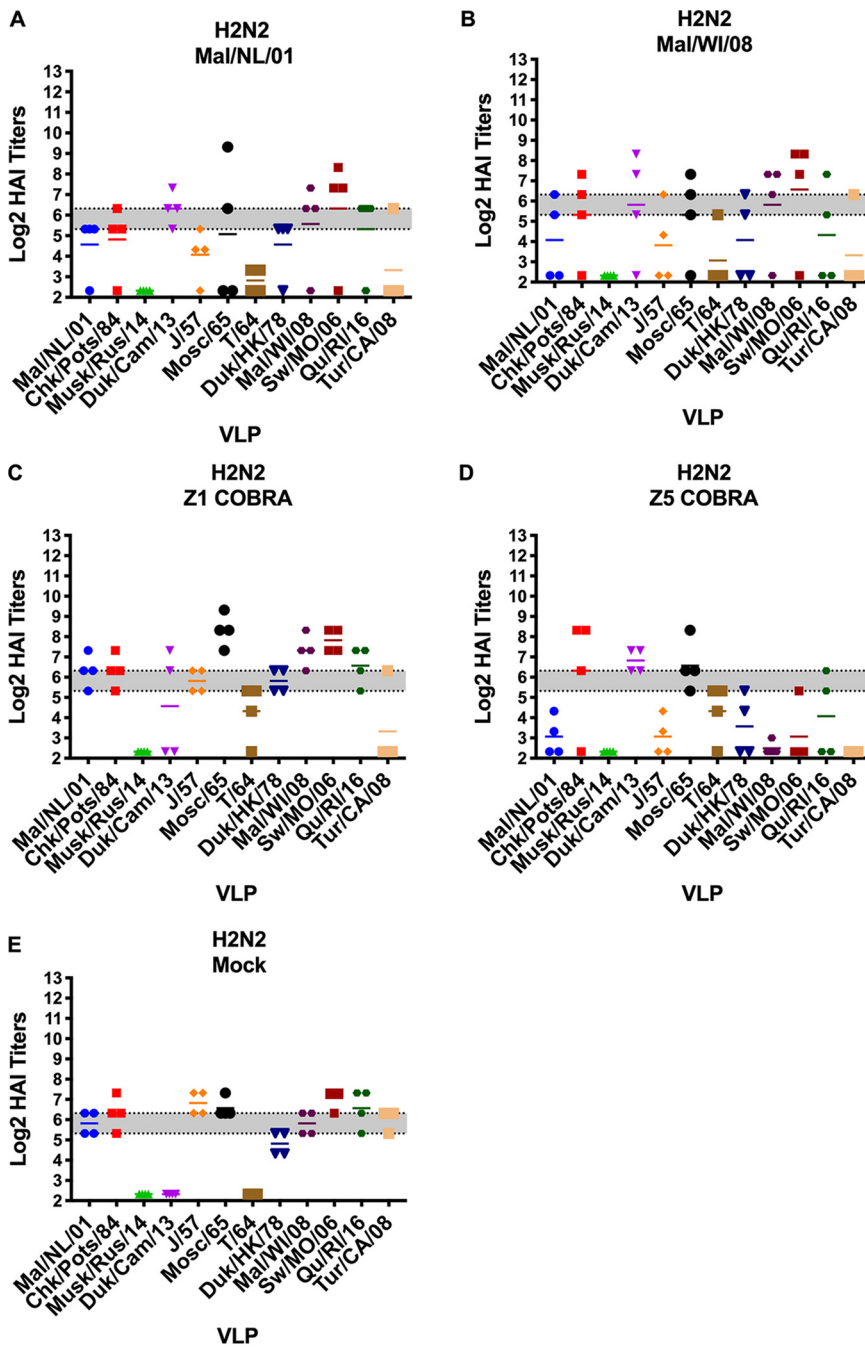 A
H2N2
Mal/NL/01
Log2 HAI Titers
13
12
11
10
9
8
7
6
5
4
3
2
Mal/NL/01
Chk/Pots/84
Musk/Rus/14
Duk/Cam/13
J/57
Mosc/65
T/64
Duk/HK/78
Mal/WI/08
Sw/MO/06
Qu/RI/16
Tur/CA/08
VLP
B
H2N2
Mal/WI/08
Log2 HAI Titers
13
12
11
10
9
8
7
6
5
4
3
2
Mal/NL/01
Chk/Pots/84
Musk/Rus/14
Duk/Cam/13
J/57
Mosc/65
T/64
Duk/HK/78
Mal/WI/08
Sw/MO/06
Qu/RI/16
Tur/CA/08
VLP
C
H2N2
Z1 COBRA
Log2 HAI Titers
13
12
11
10
9
8
7
6
5
4
3
2
Mal/NL/01
Chk/Pots/84
Musk/Rus/14
Duk/Cam/13
J/57
Mosc/65
T/64
Duk/HK/78
Mal/WI/08
Sw/MO/06
Qu/RI/16
Tur/CA/08
VLP
D
H2N2
Z5 COBRA
Log2 HAI Titers
13
12
11
10
9
8
7
6
5
4
3
2
Mal/NL/01
Chk/Pots/84
Musk/Rus/14
Duk/Cam/13
J/57
Mosc/65
T/64
Duk/HK/78
Mal/WI/08
Sw/MO/06
Qu/RI/16
Tur/CA/08
VLP
E
H2N2
Mock
Log2 HAI Titers
13
12
11
10
9
8
7
6
5
4
3
2
Mal/NL/01
Chk/Pots/84
Musk/Rus/14
Duk/Cam/13
J/57
Mosc/65
T/64
Duk/HK/78
Mal/WI/08
Sw/MO/06
Qu/RI/16
Tur/CA/08
VLP